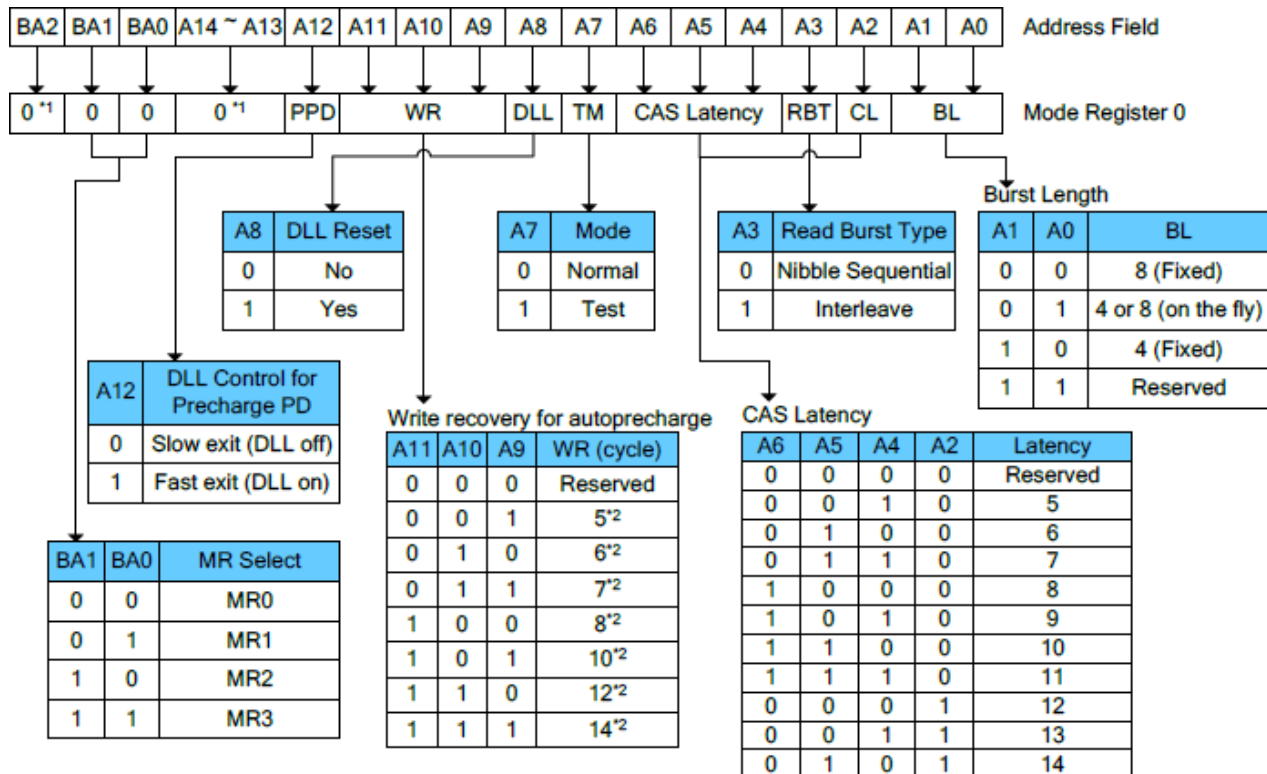 BA2 BA1 BA0 A14 ~ A13 A12 A11 A10 A9 A8 A7 A6 A5 A4 A3 A2 A1 A0 Address Field
0 *1 0 0 0 *1 PPD WR DLL TM CAS Latency RBT CL BL Mode Register 0
A8 DLL Reset
0 No
1 Yes
A7 Mode
0 Normal
1 Test
A3 Read Burst Type
0 Nibble Sequential
1 Interleave
Burst Length
A1 A0 BL
0 0 8 (Fixed)
0 1 4 or 8 (on the fly)
1 0 4 (Fixed)
1 1 Reserved
A12 DLL Control for
Precharge PD
0 Slow exit (DLL off)
1 Fast exit (DLL on)
BA1 BA0 MR Select
0 0 MR0
0 1 MR1
1 0 MR2
1 1 MR3
Write recovery for autoprecharge
A11 A10 A9 WR (cycle)
0 0 0 Reserved
0 0 1 5*2
0 1 0 6*2
0 1 1 7*2
1 0 0 8*2
1 0 1 10*2
1 1 0 12*2
1 1 1 14*2
CAS Latency
A6 A5 A4 A2 Latency
0 0 0 0 Reserved
0 0 1 0 5
0 1 0 0 6
0 1 1 0 7
1 0 0 0 8
1 0 1 0 9
1 1 0 0 10
1 1 1 0 11
0 0 0 1 12
0 0 1 1 13
0 1 0 1 14